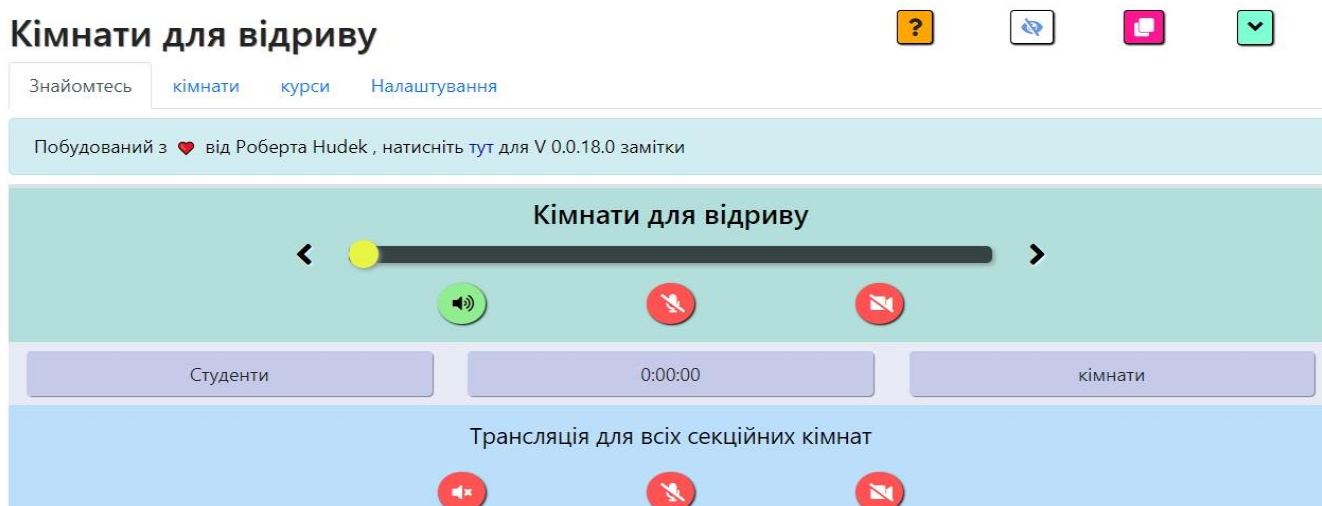 Кімнати для відриву
?
Знайомтесь кімнати курси Налаштування
Побудований з ❤ від Роберта Hudek , натисніть тут для V 0.0.18.0 замітки
Кімнати для відриву
Студенти 0:00:00 кімнати
Трансляція для всіх секційних кімнат